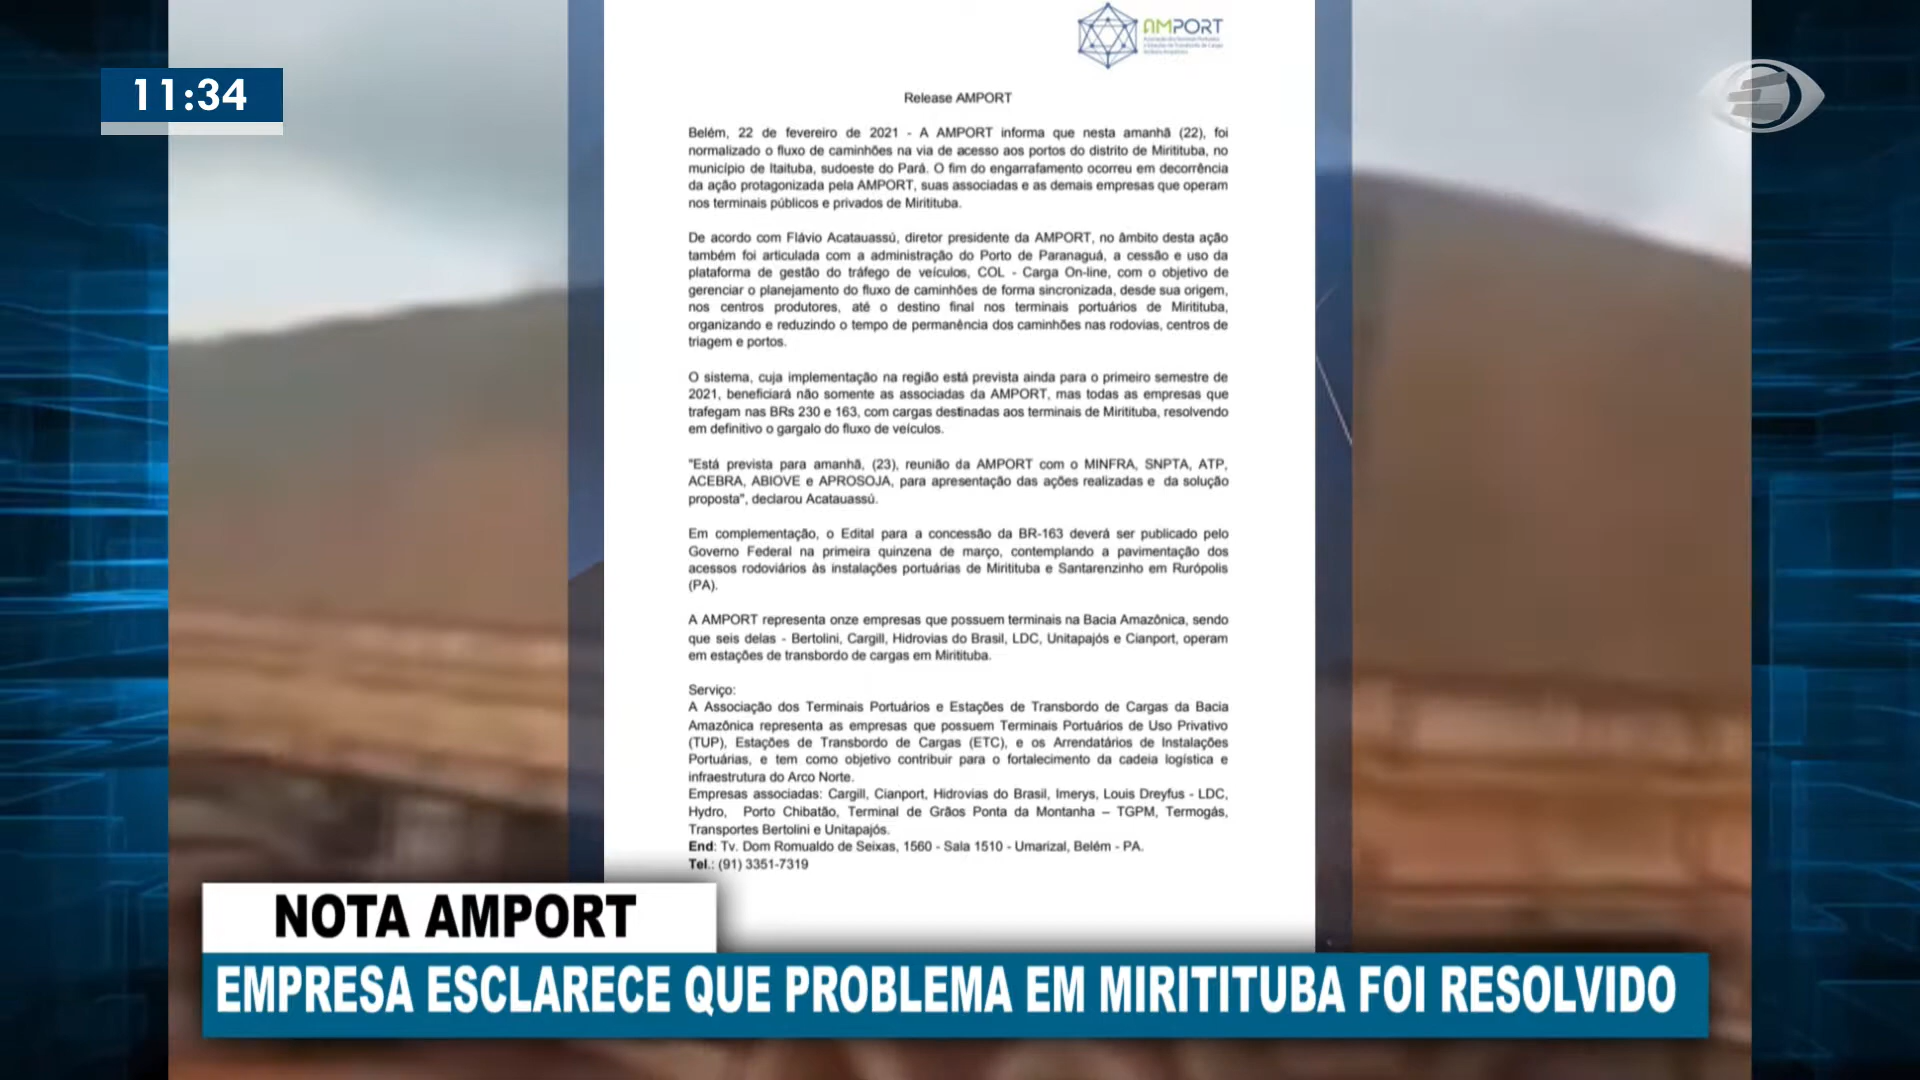 AMPORT
11:34
Release AMPORT
Belém, 22 de fevereiro de 2021 - A AMPORT informa que nesta amanhã (22), foi
normalizado o fluxo de caminhões na via de acesso aos portos do distrito de Miritituba, no
município de Itaituba, sudoeste do Pará. O fim do engarrafamento ocorreu em decorrência
da ação protagonizada pela AMPORT, suas associadas e as demais empresas que operam
nos terminais públicos e privados de Miritituba.
De acordo com Flávio Acatauassú, diretor presidente da AMPORT, no âmbito desta ação
também foi articulada com a administração do Porto de Paranaguá, a cessão e uso da
plataforma de gestão do tráfego de veículos, COL - Carga On-line, com o objetivo de
gerenciar o planejamento do fluxo de caminhões de forma sincronizada, desde sua origem,
nos centros produtores, até o destino final nos terminais portuários de Miritituba,
organizando e reduzindo o tempo de permanência dos caminhões nas rodovias, centros de
triagem e portos.
O sistema, cuja implementação na região está prevista ainda para o primeiro semestre de
2021, beneficiará não somente as associadas da AMPORT, mas todas as empresas que
trafegam nas BRs 230 e 163, com cargas destinadas aos terminais de Miritituba, resolvendo
em definitivo o gargalo do fluxo de veículos.
"Está prevista para amanhã, (23), reunião da AMPORT com o MINFRA, SNPTA, ATP,
ACEBRA, ABIOVE e APROSOJA, para apresentação das ações realizadas e da solução
proposta", declarou Acatauassú.
Em complementação, o Edital para a concessão da BR-163 deverá ser publicado pelo
Governo Federal na primeira quinzena de março, contemplando a pavimentação dos
acessos rodoviários às instalações portuárias de Miritituba e Santarenzinho em Rurópolis
(PA).
A AMPORT representa onze empresas que possuem terminais na Bacia Amazônica, sendo
que seis delas - Bertolini, Cargill, Hidrovias do Brasil, LDC, Unitapajós e Cianport, operam
em estações de transbordo de cargas em Miritituba.
Serviço:
A Associação dos Terminais Portuários e Estações de Transbordo de Cargas da Bacia
Amazônica representa as empresas que possuem Terminais Portuários de Uso Privativo
(TUP), Estações de Transbordo de Cargas (ETC), e os Arrendatários de Instalações
Portuárias, e tem como objetivo contribuir para o fortalecimento da cadeia logística e
infraestrutura do Arco Norte.
Empresas associadas: Cargill, Cianport, Hidrovias do Brasil, Imerys, Louis Dreyfus - LDC,
Hydro, Porto Chibatão, Terminal de Grãos Ponta da Montanha – TGPM, Termogás,
Transportes Bertolini e Unitapajós.
End: Tv. Dom Romualdo de Seixas, 1560 - Sala 1510 - Umarizal, Belém - PA.
Tel.: (91) 3351-7319
NOTA AMPORT
EMPRESA ESCLARECE QUE PROBLEMA EM MIRITITUBA FOI RESOLVIDO